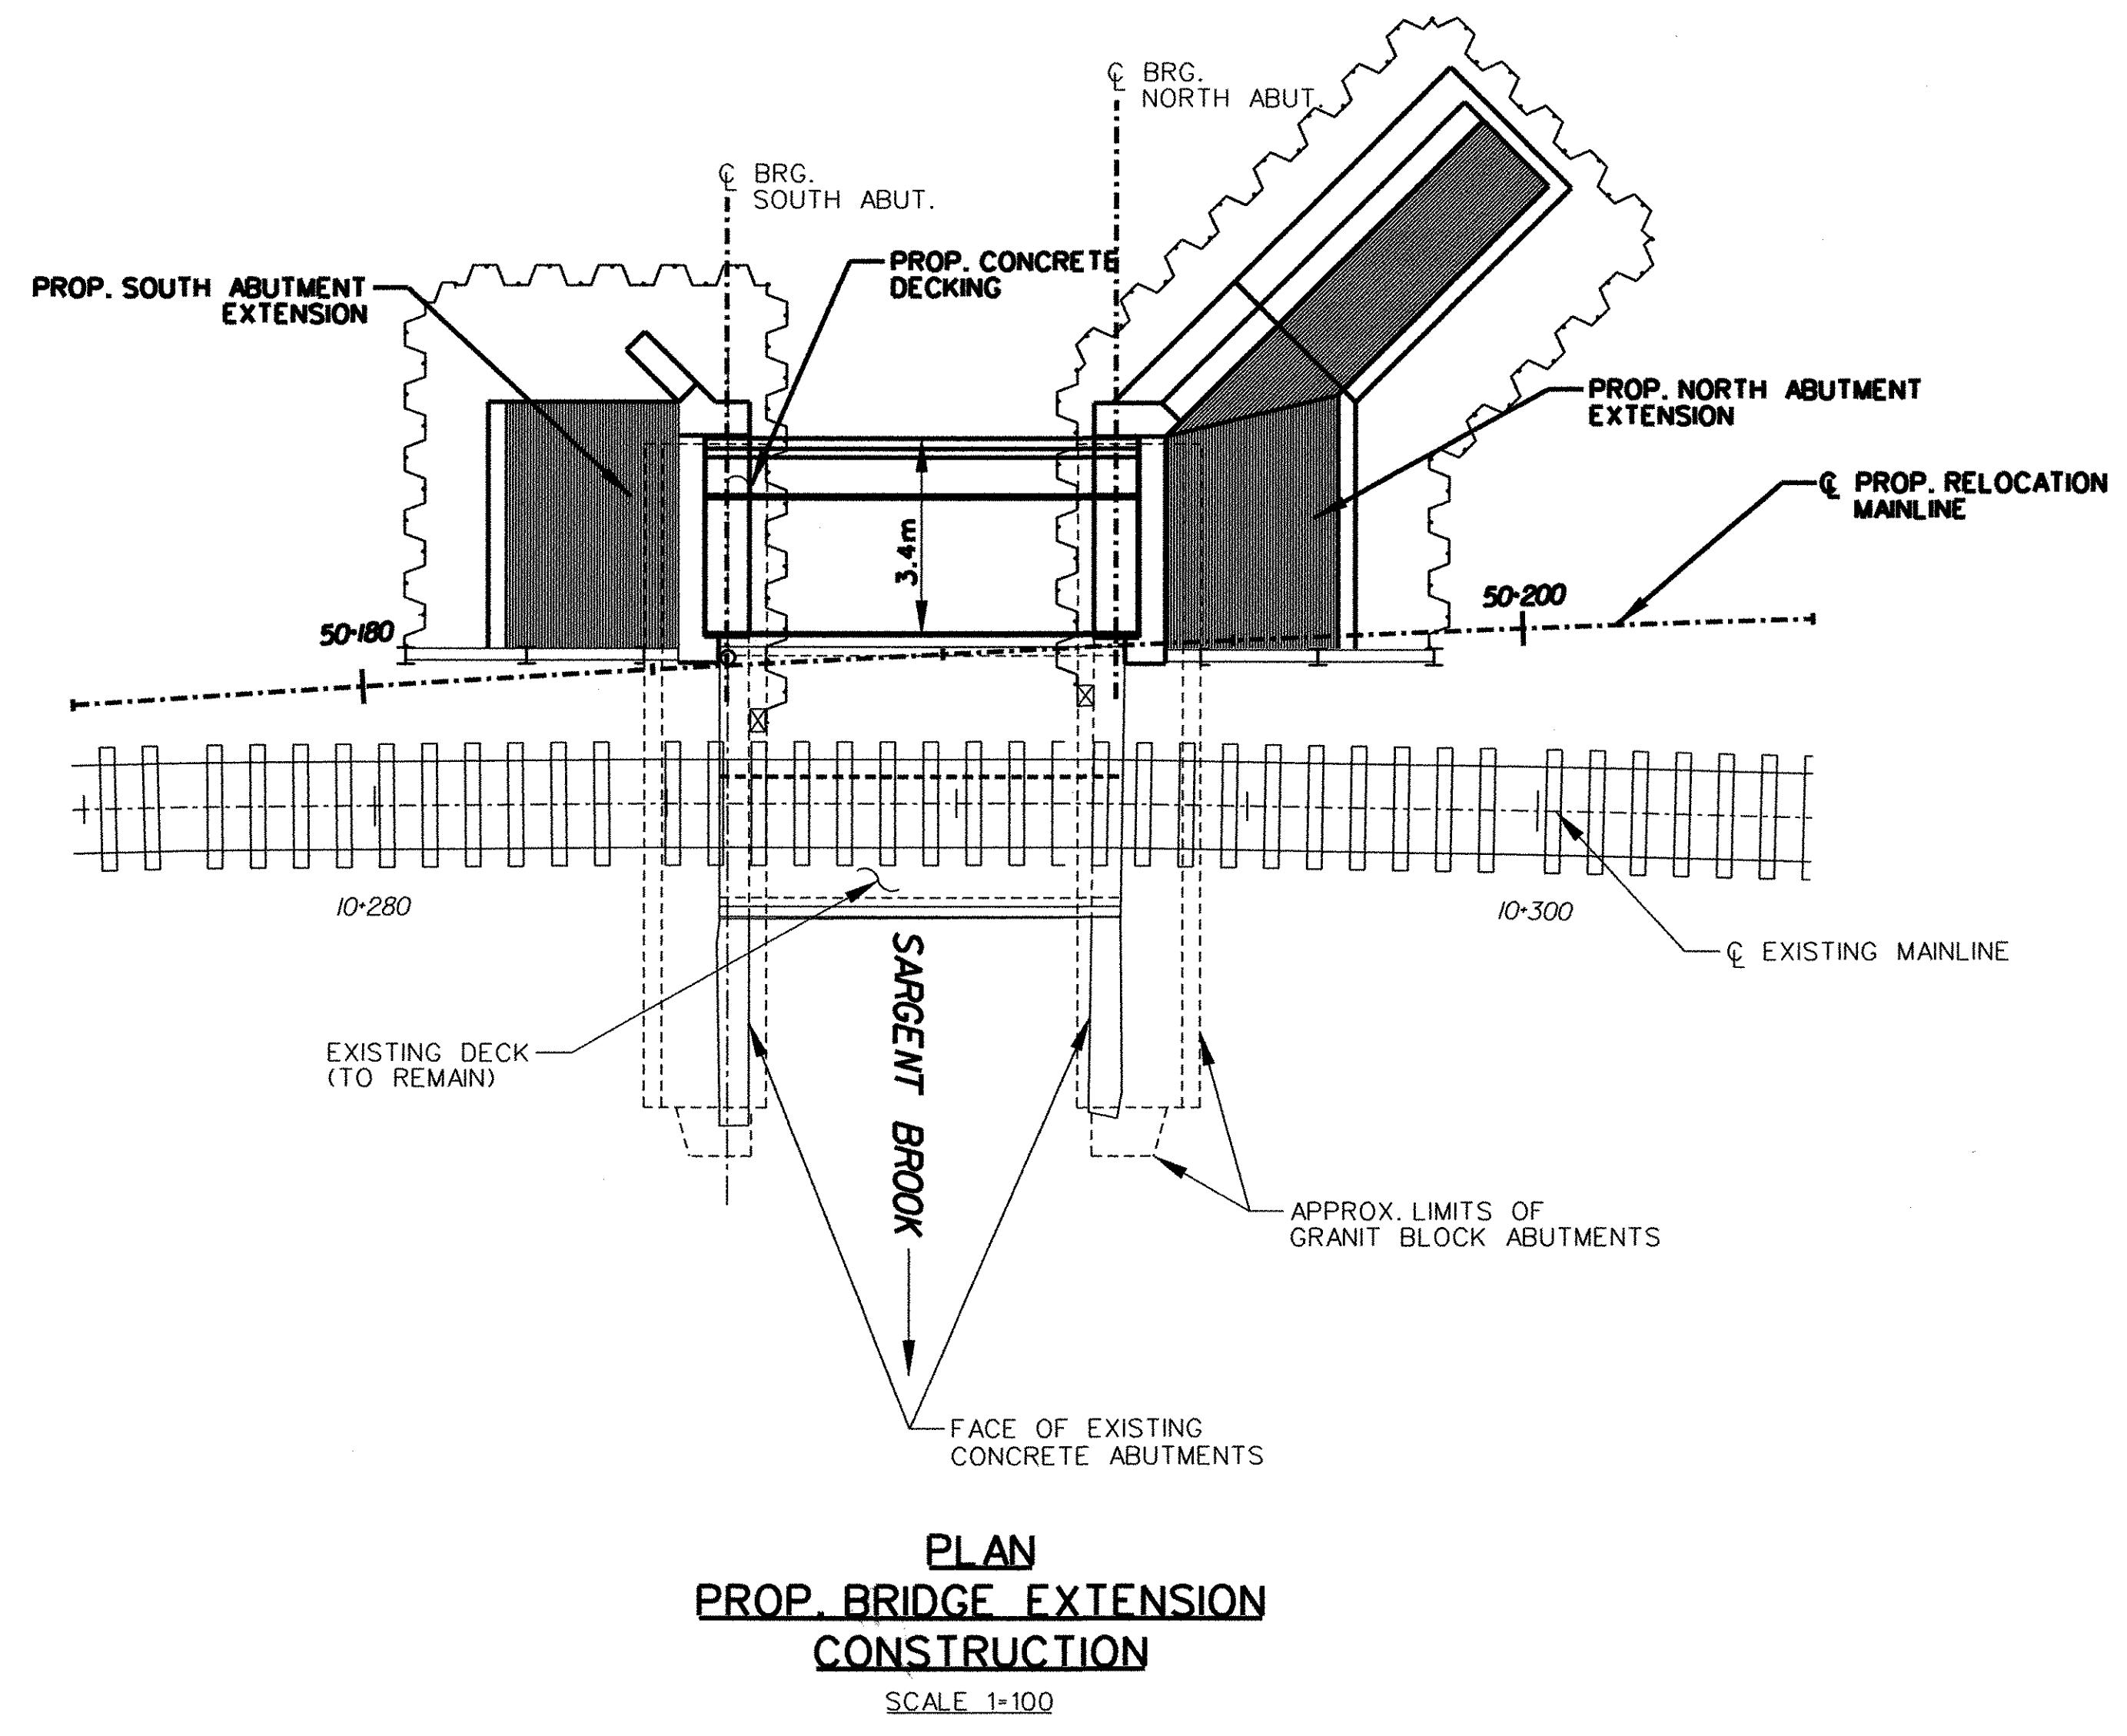 ℄ BRG.
NORTH ABUT.
℄ BRG.
SOUTH ABUT.
PROP. CONCRETE
DECKING
PROP. SOUTH ABUTMENT
EXTENSION
PROP. NORTH ABUTMENT
EXTENSION
℄ PROP. RELOCATION
MAINLINE
3.4m
50+200
50+180
10+280
10+300
℄ EXISTING MAINLINE
SARGENT BROOK
EXISTING DECK
(TO REMAIN)
APPROX. LIMITS OF
GRANIT BLOCK ABUTMENTS
FACE OF EXISTING
CONCRETE ABUTMENTS
PLAN
PROP. BRIDGE EXTENSION
CONSTRUCTION
SCALE 1=100